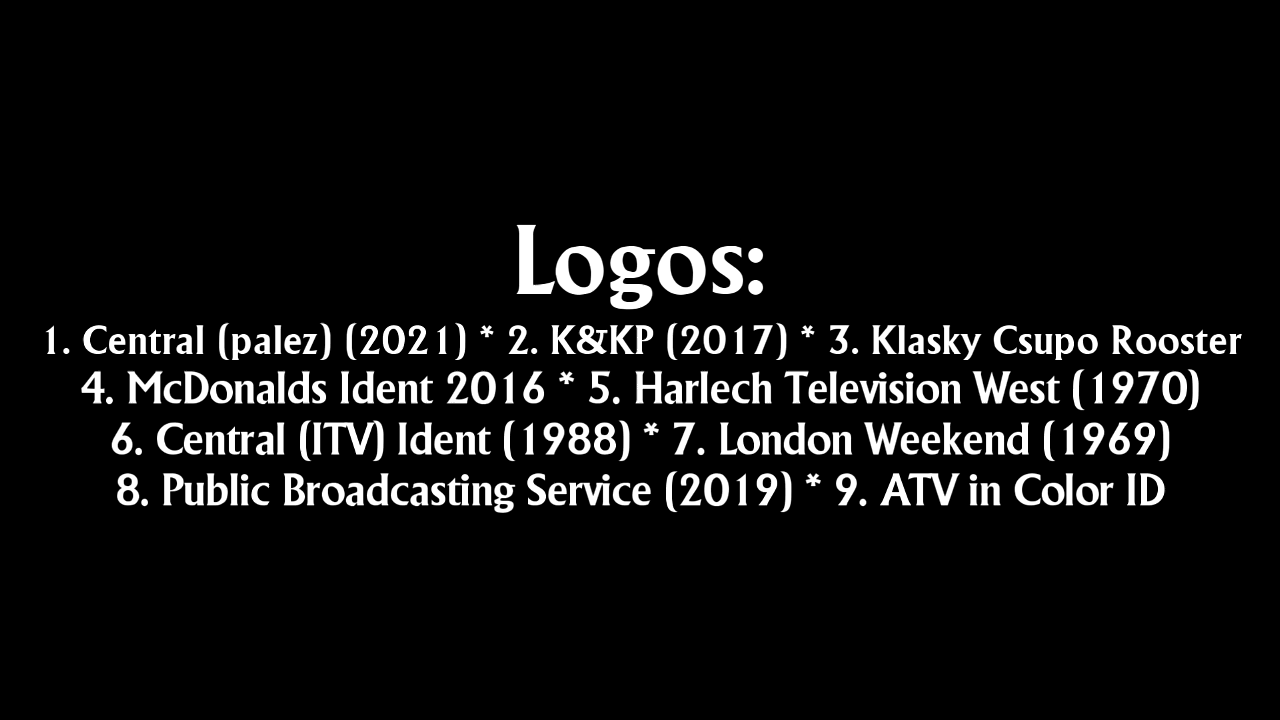 Logos:
1. Central (palez) (2021) * 2. K&KP (2017) * 3. Klasky Csupo Rooster
4. McDonalds Ident 2016 * 5. Harlech Television West (1970)
6. Central (ITV) Ident (1988) * 7. London Weekend (1969)
8. Public Broadcasting Service (2019) * 9. ATV in Color ID